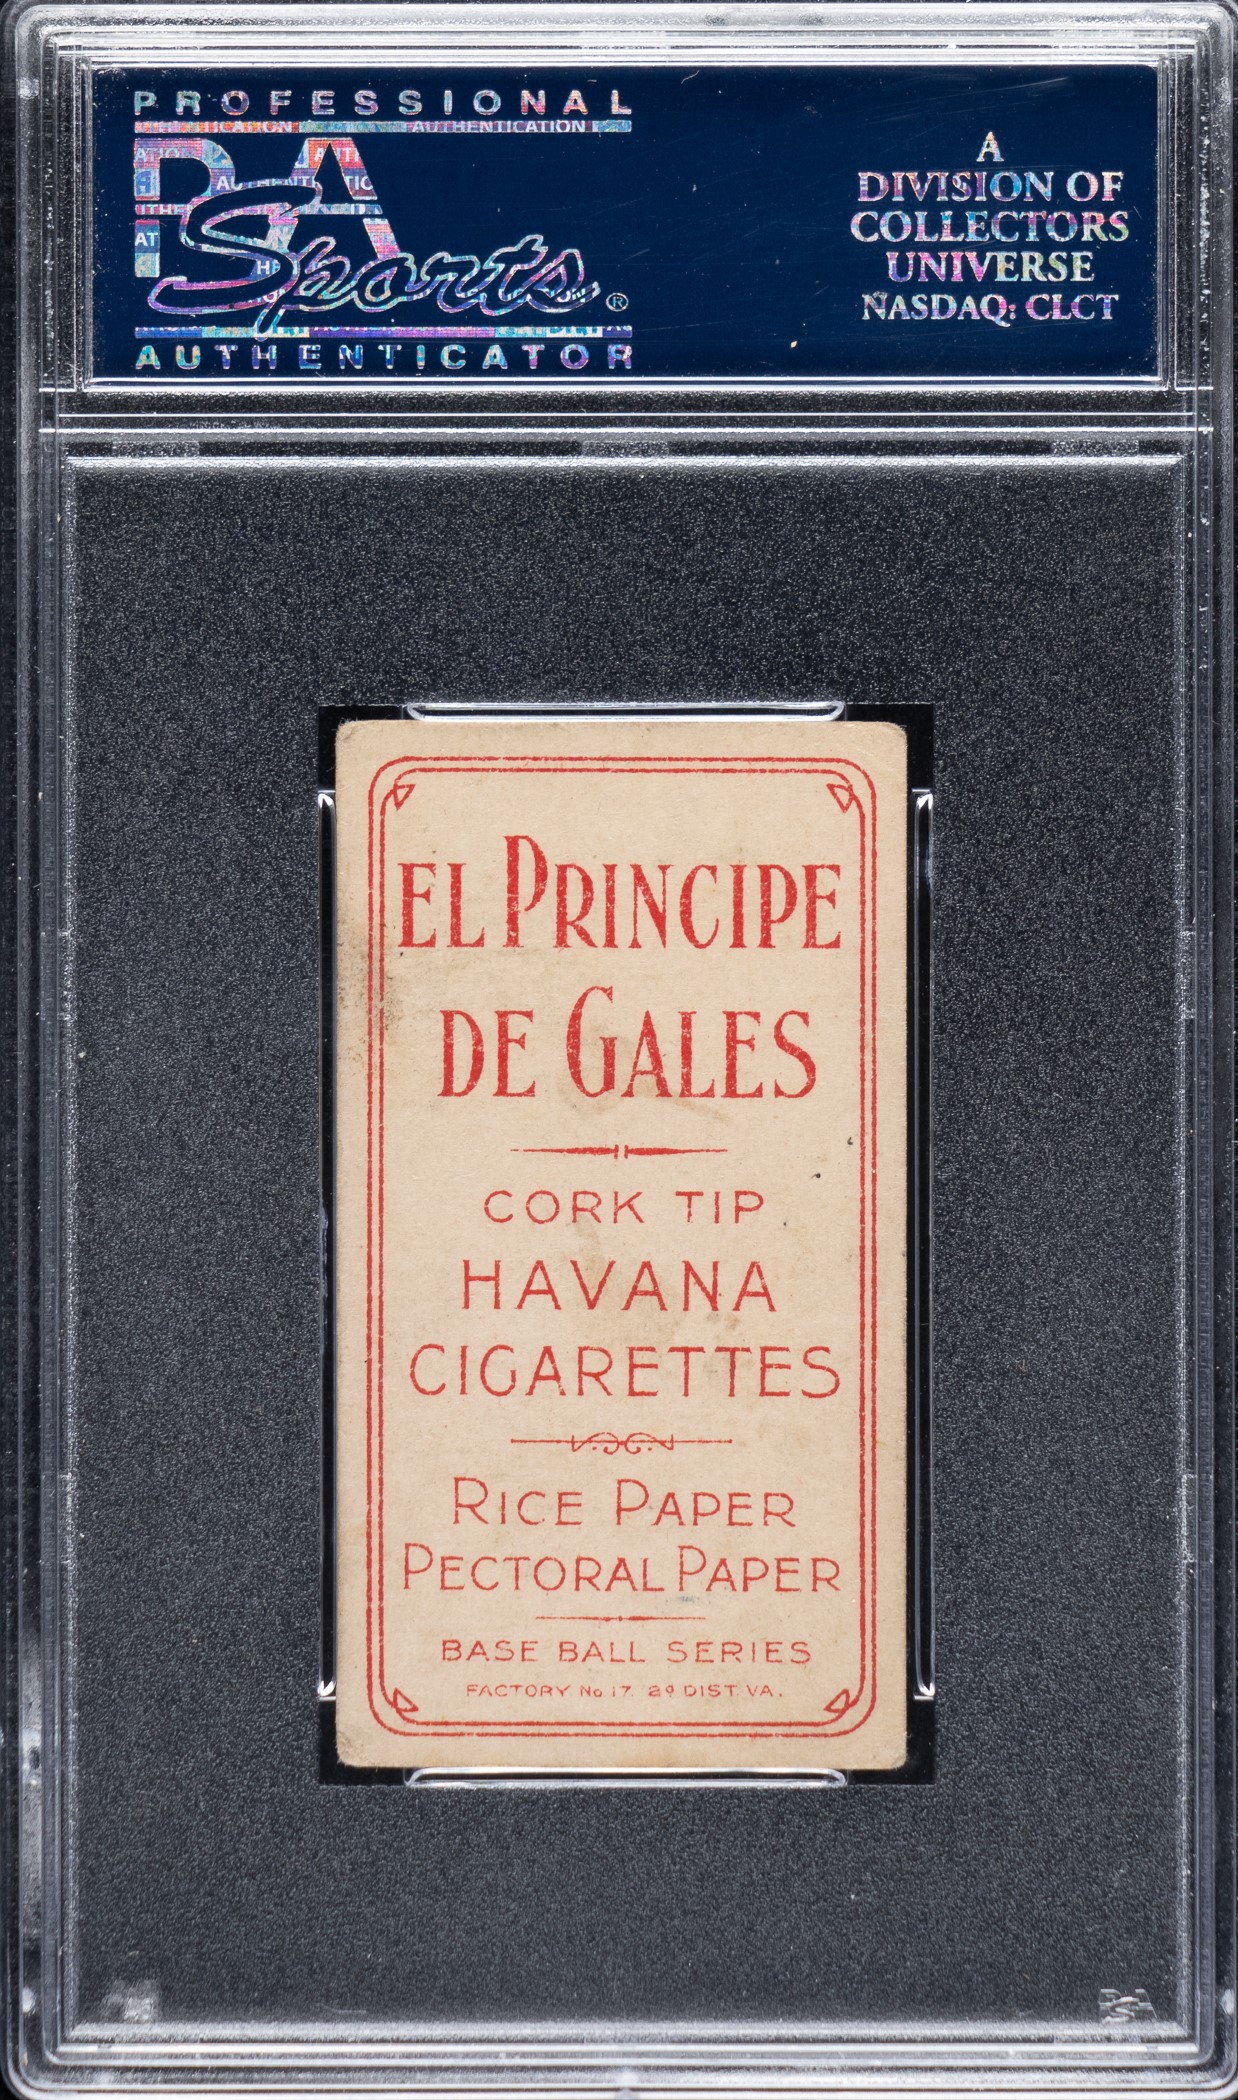 PROFESSIONAL
AUTHENTICATION
PSA
Sports ®
AUTHENTICATOR
A
DIVISION OF
COLLECTORS
UNIVERSE
NASDAQ: CLCT
EL PRINCIPE
DE GALES
CORK TIP
HAVANA
CIGARETTES
RICE PAPER
PECTORAL PAPER
BASE BALL SERIES
FACTORY No. 17. 2d DIST. VA.
PSA